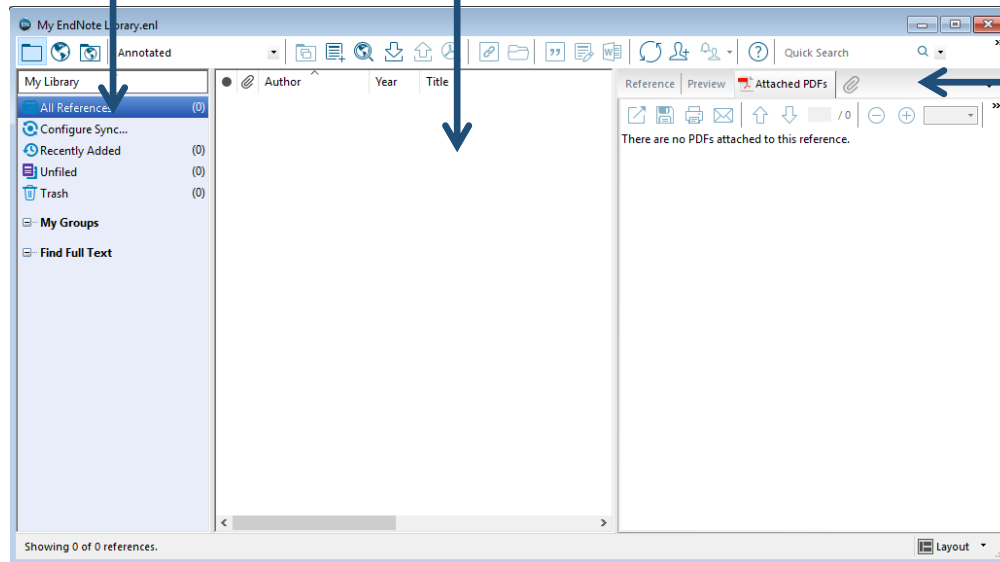 My EndNote Library.enl
Annotated
Quick Search
My Library
Author Year Title
Reference Preview Attached PDFs
All References (0)
Configure Sync...
Recently Added (0)
Unfiled (0)
Trash (0)
My Groups
Find Full Text
/ 0
There are no PDFs attached to this reference.
Showing 0 of 0 references.
Layout